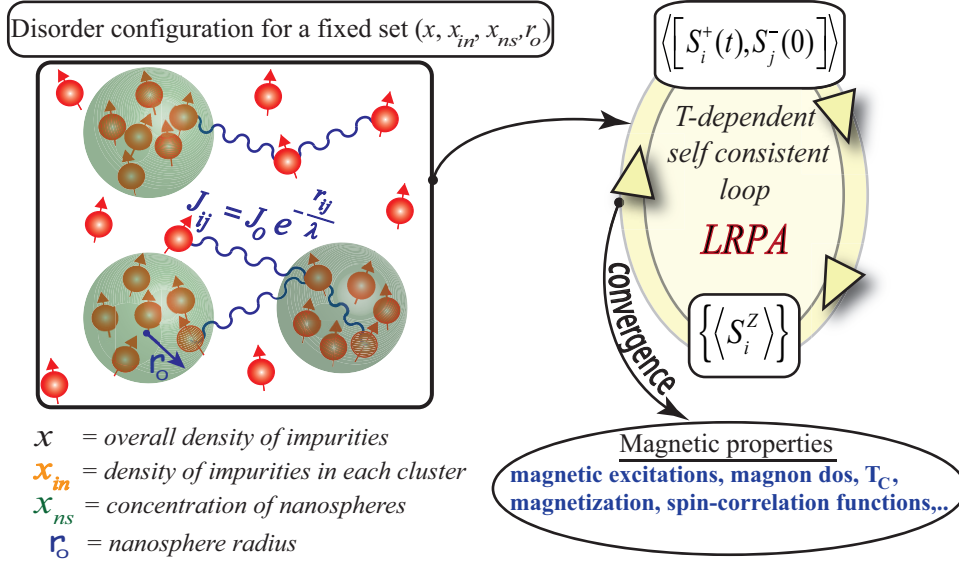 Disorder configuration for a fixed set (x, x_in, x_ns, r_o)
J_ij = J_o e^{-r_ij/λ}
r_o
x = overall density of impurities
x_in = density of impurities in each cluster
x_ns = concentration of nanospheres
r_o = nanosphere radius
⟨[S_i^+(t), S_j^-(0)]⟩
T-dependent
self consistent
loop
LRPA
{⟨S_i^Z⟩}
convergence
Magnetic properties
magnetic excitations, magnon dos, T_C,
magnetization, spin-correlation functions,..